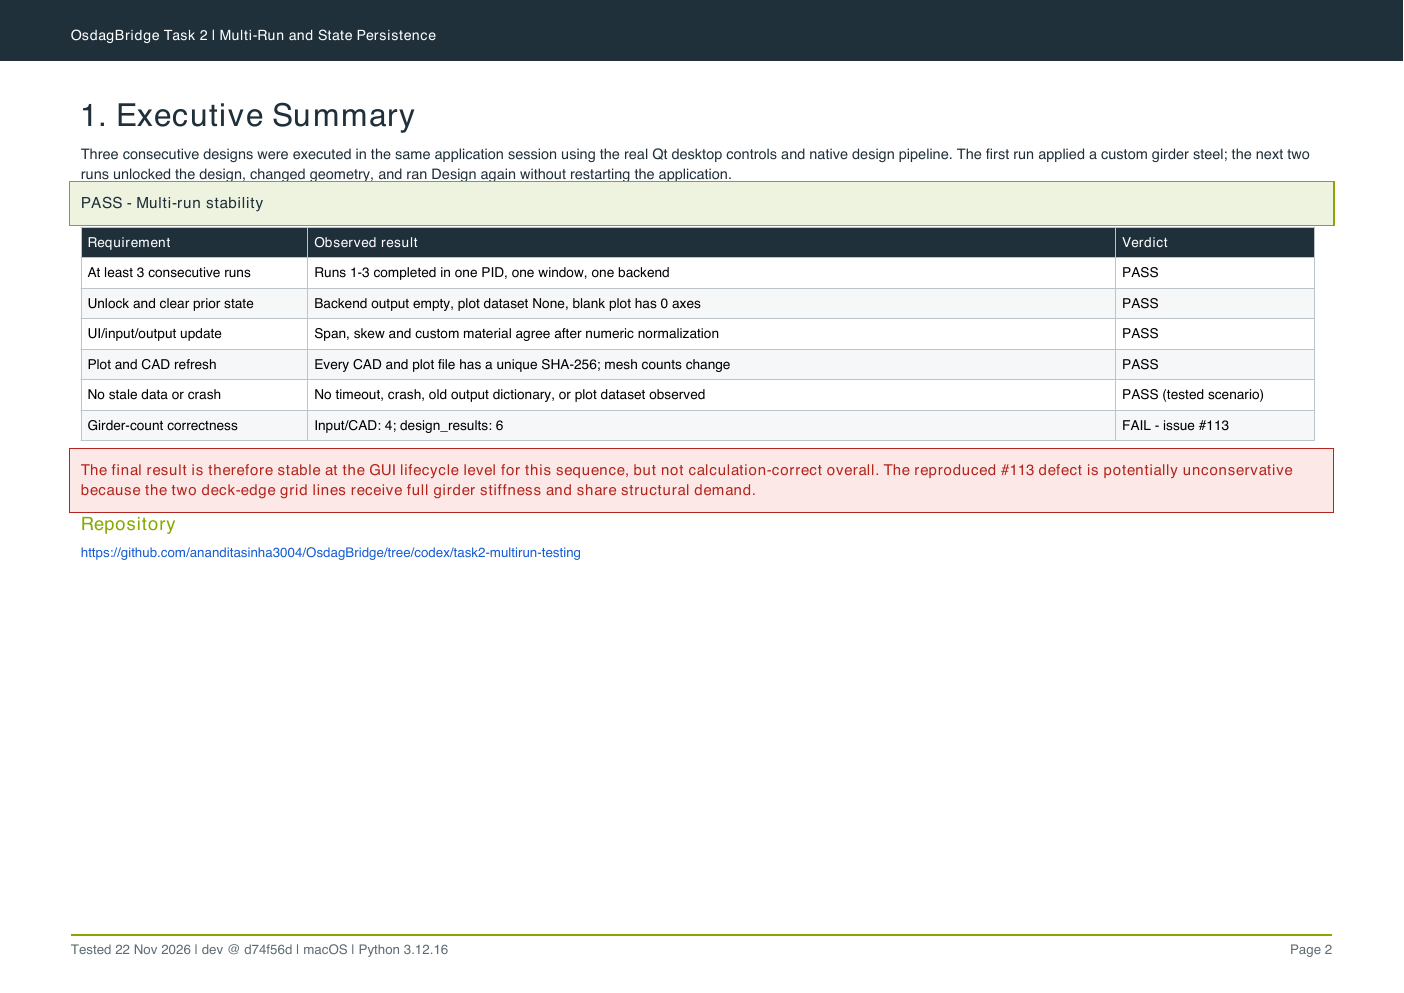 OsdagBridge Task 2 | Multi-Run and State Persistence
1. Executive Summary
Three consecutive designs were executed in the same application session using the real Qt desktop controls and native design pipeline. The first run applied a custom girder steel; the next two
runs unlocked the design, changed geometry, and ran Design again without restarting the application.
PASS - Multi-run stability
Requirement Observed result Verdict
At least 3 consecutive runs Runs 1-3 completed in one PID, one window, one backend PASS
Unlock and clear prior state Backend output empty, plot dataset None, blank plot has 0 axes PASS
UI/input/output update Span, skew and custom material agree after numeric normalization PASS
Plot and CAD refresh Every CAD and plot file has a unique SHA-256; mesh counts change PASS
No stale data or crash No timeout, crash, old output dictionary, or plot dataset observed PASS (tested scenario)
Girder-count correctness Input/CAD: 4; design_results: 6 FAIL - issue #113
The final result is therefore stable at the GUI lifecycle level for this sequence, but not calculation-correct overall. The reproduced #113 defect is potentially unconservative
because the two deck-edge grid lines receive full girder stiffness and share structural demand.
Repository
https://github.com/ananditasinha3004/OsdagBridge/tree/codex/task2-multirun-testing
Tested 22 Nov 2026 | dev @ d74f56d | macOS | Python 3.12.16 Page 2